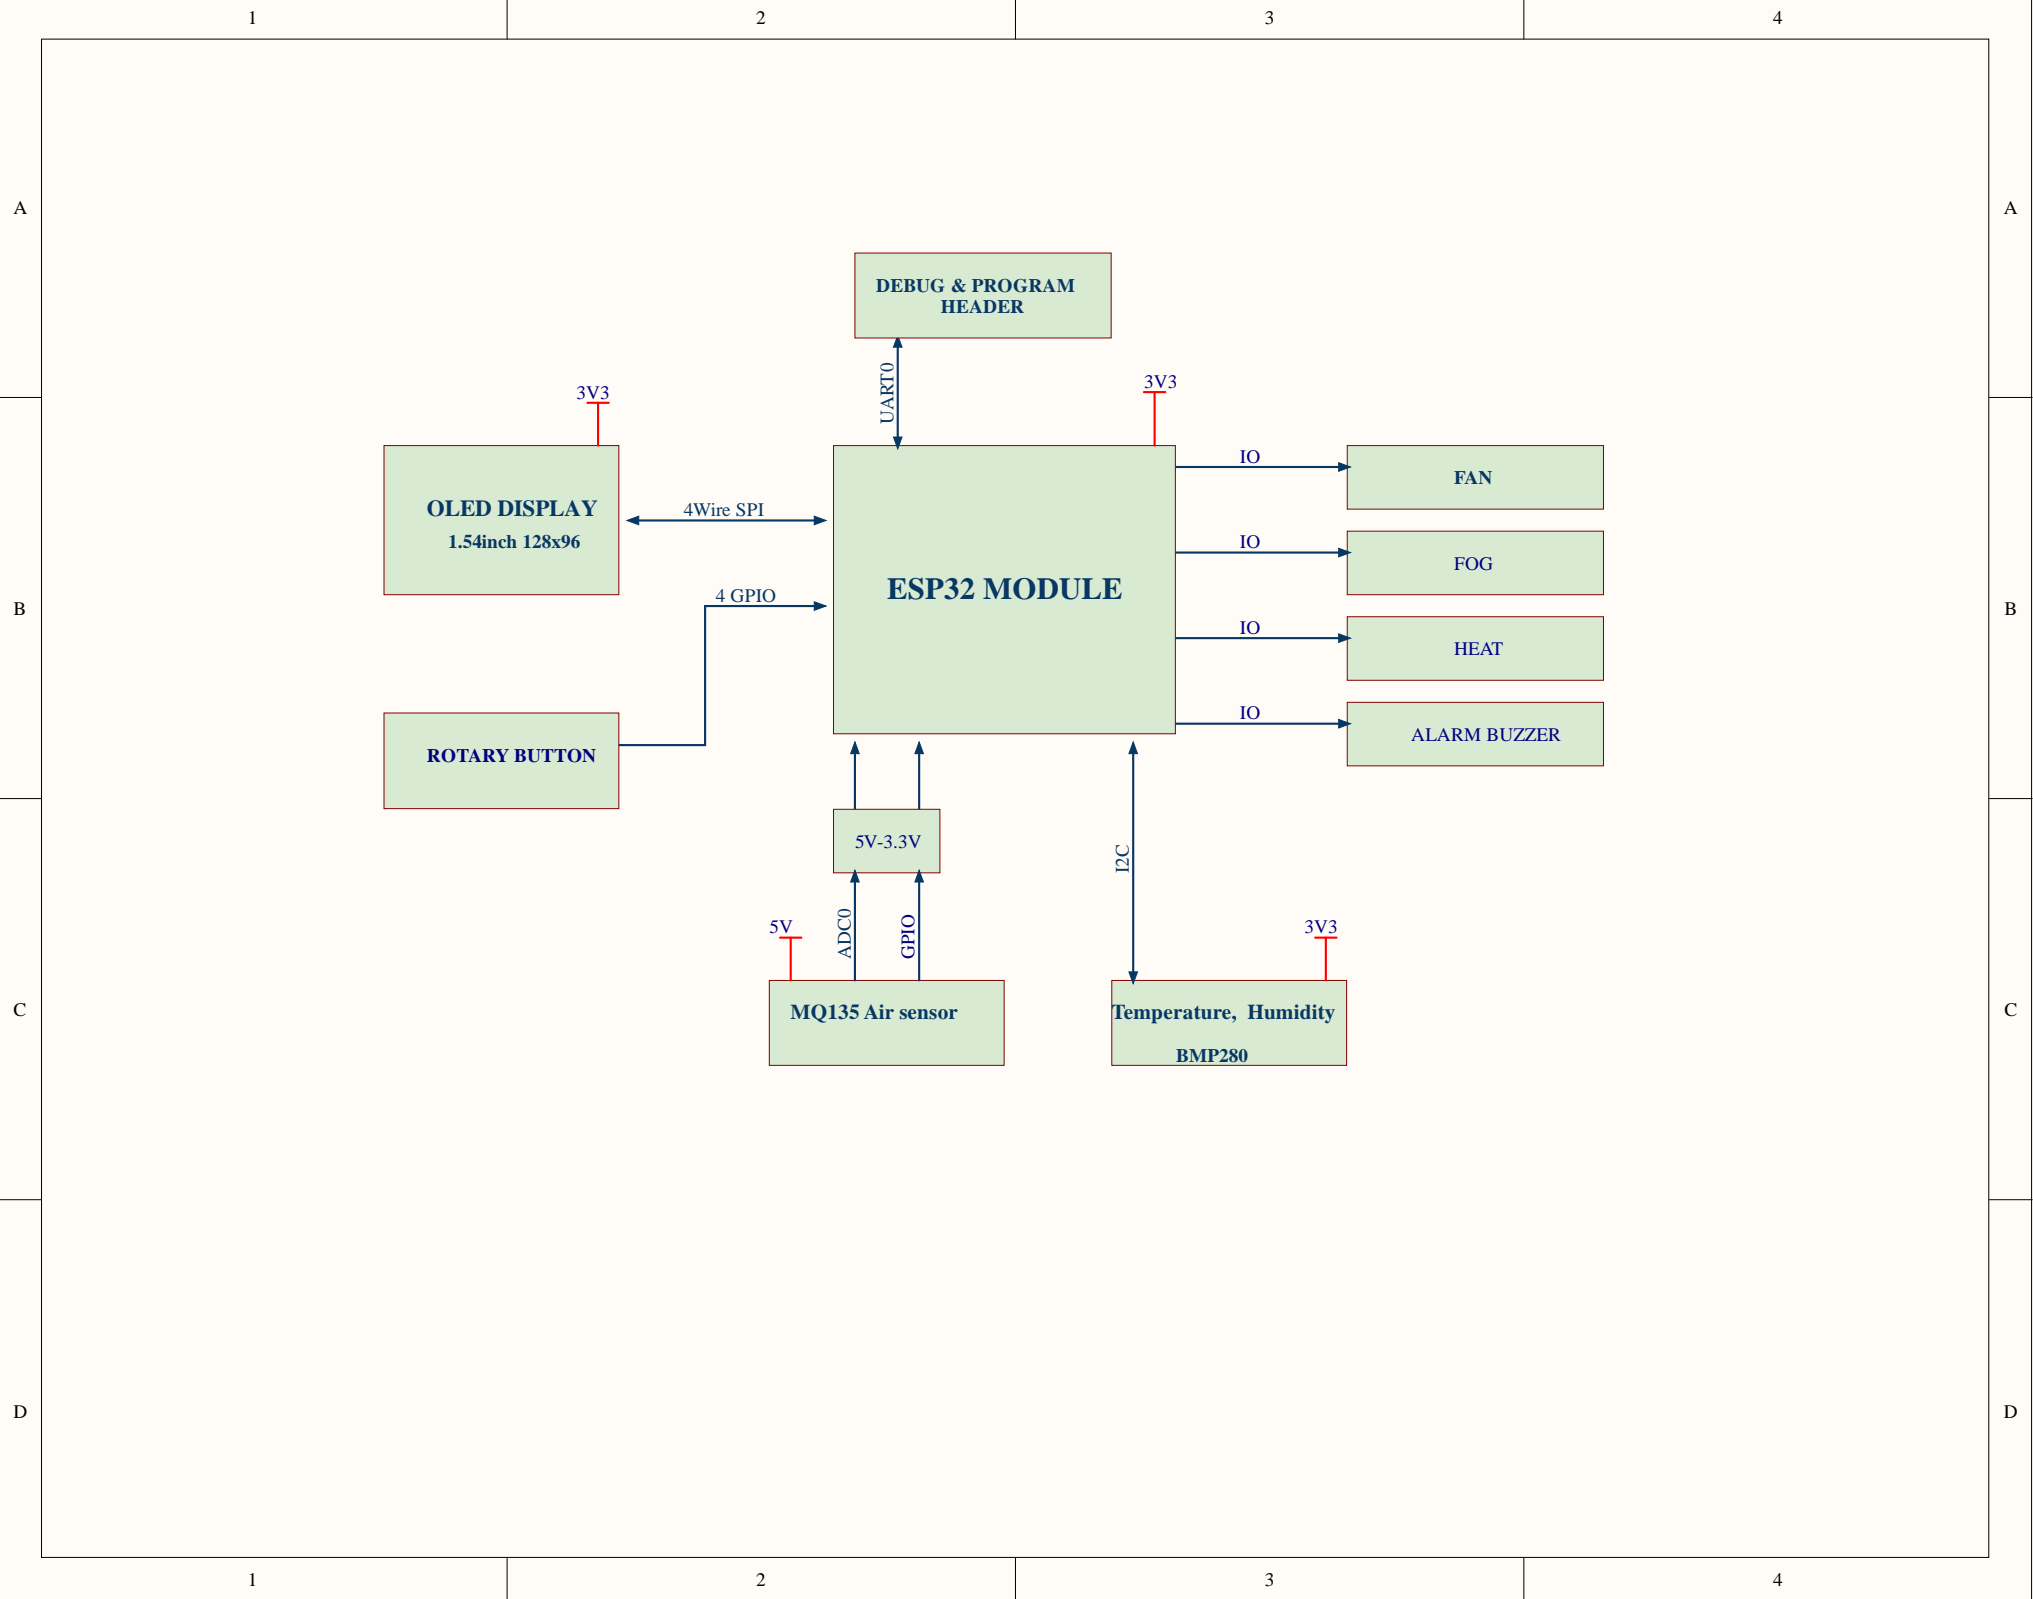 1 2 3 4
A A
DEBUG & PROGRAM
HEADER
UART0
3V3
3V3
OLED DISPLAY
1.54inch 128x96
4Wire SPI
ESP32 MODULE
IO
FAN
IO
FOG
4 GPIO
B B
IO
HEAT
IO
ALARM BUZZER
ROTARY BUTTON
5V-3.3V
I2C
5V
ADC0
GPIO
3V3
MQ135 Air sensor
Temperature,  Humidity
BMP280
C C
D D
1 2 3 4